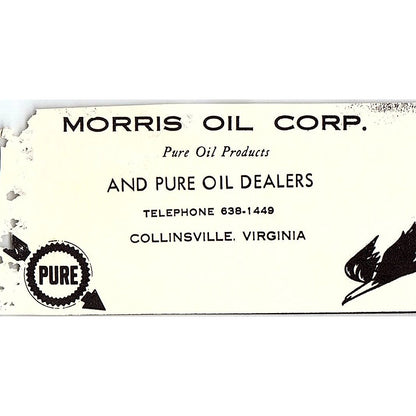 MORRIS OIL CORP.
Pure Oil Products
AND PURE OIL DEALERS
TELEPHONE 638-1449
COLLINSVILLE, VIRGINIA
PURE